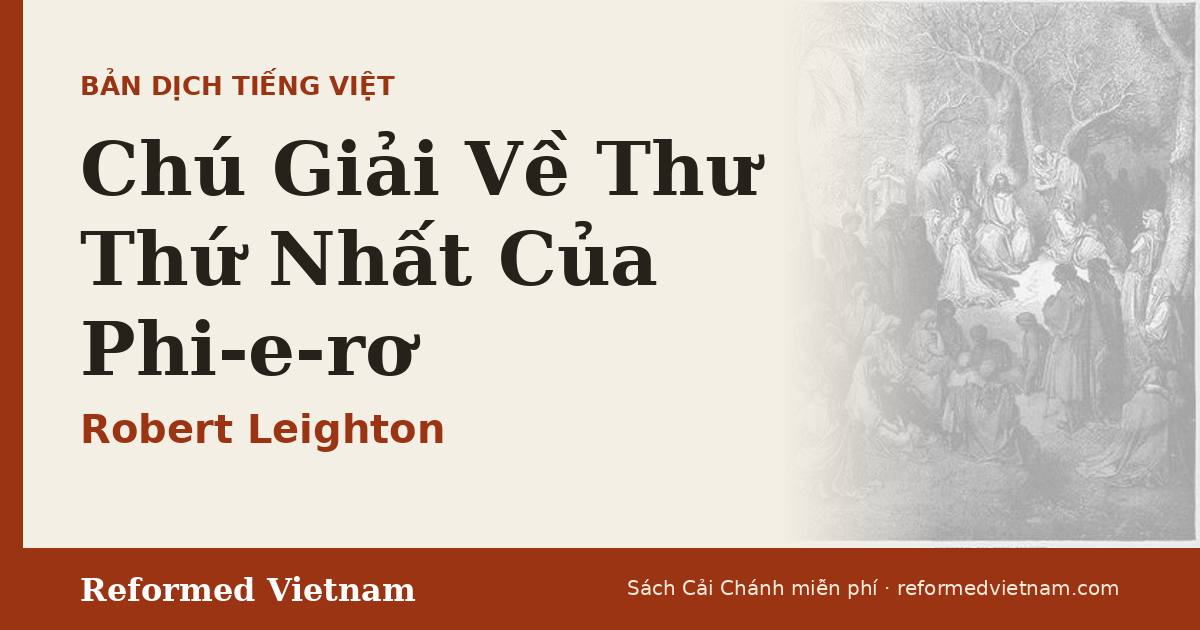 BẢN DỊCH TIẾNG VIỆT
Chú Giải Về Thư
Thứ Nhất Của
Phi-e-rơ
Robert Leighton
Reformed Vietnam
Sách Cải Chánh miễn phí · reformedvietnam.com